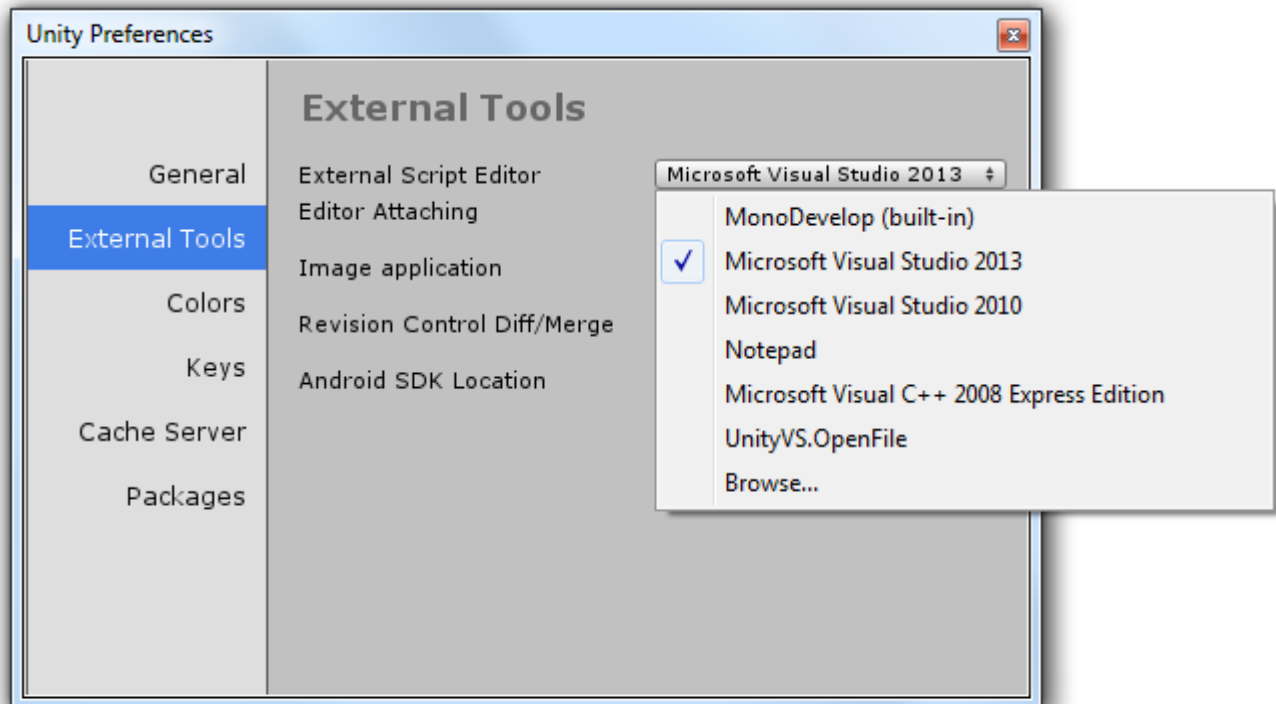 Unity Preferences
External Tools
General
External Tools
Colors
Keys
Cache Server
Packages
External Script Editor
Microsoft Visual Studio 2013
Editor Attaching
Image application
Revision Control Diff/Merge
Android SDK Location
MonoDevelop (built-in)
Microsoft Visual Studio 2013
Microsoft Visual Studio 2010
Notepad
Microsoft Visual C++ 2008 Express Edition
UnityVS.OpenFile
Browse...